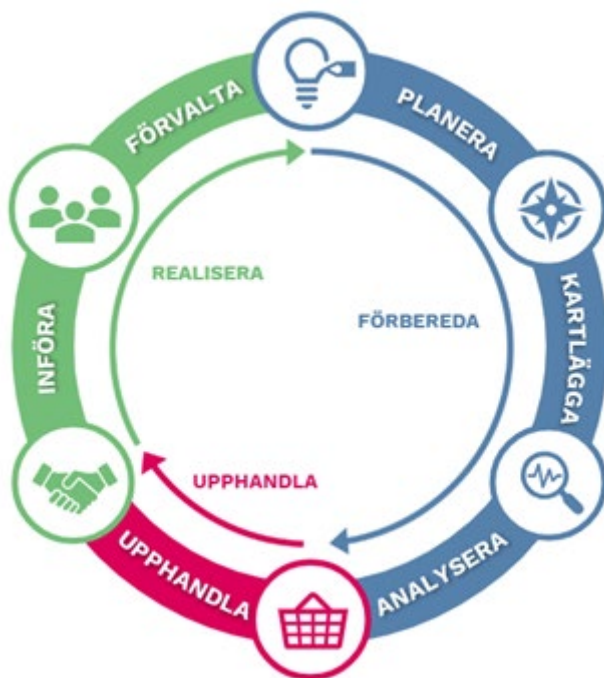 PLANERA
KARTLÄGGA
ANALYSERA
UPPHANDLA
INFÖRA
FÖRVALTA
FÖRBEREDA
UPPHANDLA
REALISERA